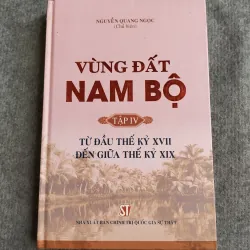 NGUYỄN QUANG NGỌC
(Chủ biên)
VÙNG ĐẤT
NAM BỘ
TẬP IV
TỪ ĐẦU THẾ KỶ XVII
ĐẾN GIỮA THẾ KỶ XIX
ST
NHÀ XUẤT BẢN CHÍNH TRỊ QUỐC GIA SỰ THẬT